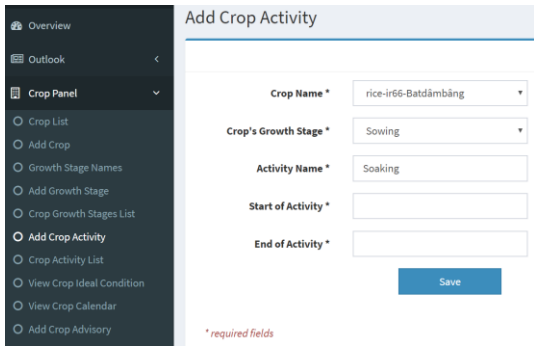 Overview
Outlook
Crop Panel
Crop List
Add Crop
Growth Stage Names
Add Growth Stage
Crop Growth Stages List
Add Crop Activity
Crop Activity List
View Crop Ideal Condition
View Crop Calendar
Add Crop Advisory
Add Crop Activity
Crop Name * rice-ir66-Batdâmbâng
Crop's Growth Stage * Sowing
Activity Name * Soaking
Start of Activity *
End of Activity *
Save
* required fields